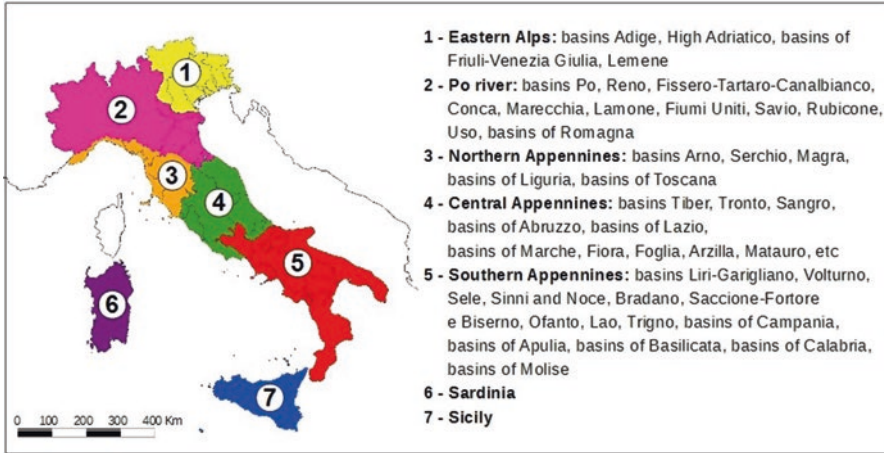 1
2
3
4
5
6
7
0 100 200 300 400 Km
1 - Eastern Alps: basins Adige, High Adriatico, basins of
Friuli-Venezia Giulia, Lemene
2 - Po river: basins Po, Reno, Fissero-Tartaro-Canalbianco,
Conca, Marecchia, Lamone, Fiumi Uniti, Savio, Rubicone,
Uso, basins of Romagna
3 - Northern Appennines: basins Arno, Serchio, Magra,
basins of Liguria, basins of Toscana
4 - Central Appennines: basins Tiber, Tronto, Sangro,
basins of Abruzzo, basins of Lazio,
basins of Marche, Fiora, Foglia, Arzilla, Matauro, etc
5 - Southern Appennines: basins Liri-Garigliano, Volturno,
Sele, Sinni and Noce, Bradano, Saccione-Fortore
e Biserno, Ofanto, Lao, Trigno, basins of Campania,
basins of Apulia, basins of Basilicata, basins of Calabria,
basins of Molise
6 - Sardinia
7 - Sicily